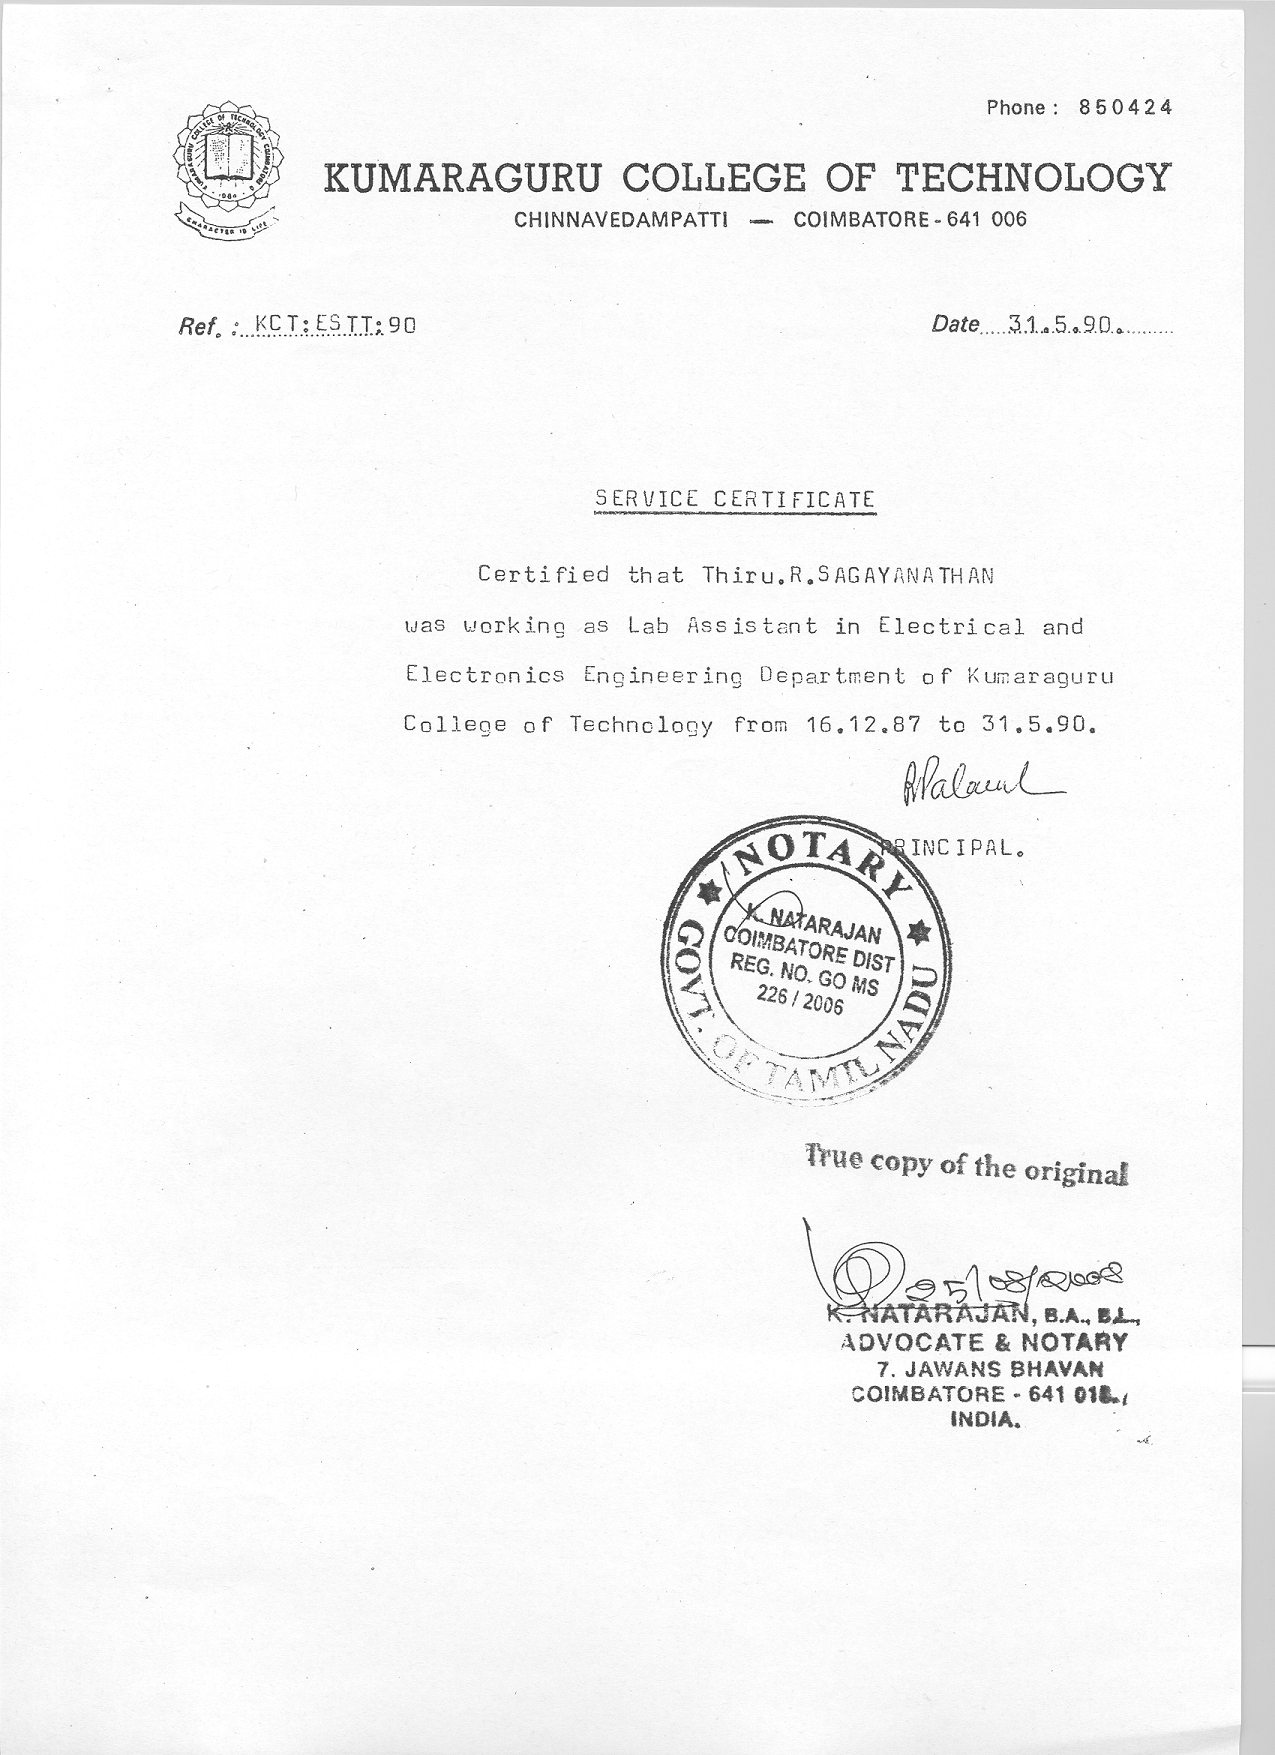 Phone : 850424
KUMARAGURU COLLEGE OF TECHNOLOGY COIMBATORE
CHARACTER IS LIFE
KUMARAGURU COLLEGE OF TECHNOLOGY
CHINNAVEDAMPATTI — COIMBATORE - 641 006
Ref. : KCT:ESTT:90
Date 31.5.90.
SERVICE CERTIFICATE
Certified that Thiru.R.SAGAYANATHAN
was working as Lab Assistant in Electrical and
Electronics Engineering Department of Kumaraguru
College of Technology from 16.12.87 to 31.5.90.
PRINCIPAL.
NOTARY
GOVT. OF TAMIL NADU
K. NATARAJAN
COIMBATORE DIST
REG. NO. GO MS
226 / 2006
True copy of the original
25/08/2008
K. NATARAJAN, B.A., B.L.,
ADVOCATE & NOTARY
7. JAWANS BHAVAN
COIMBATORE - 641
INDIA.